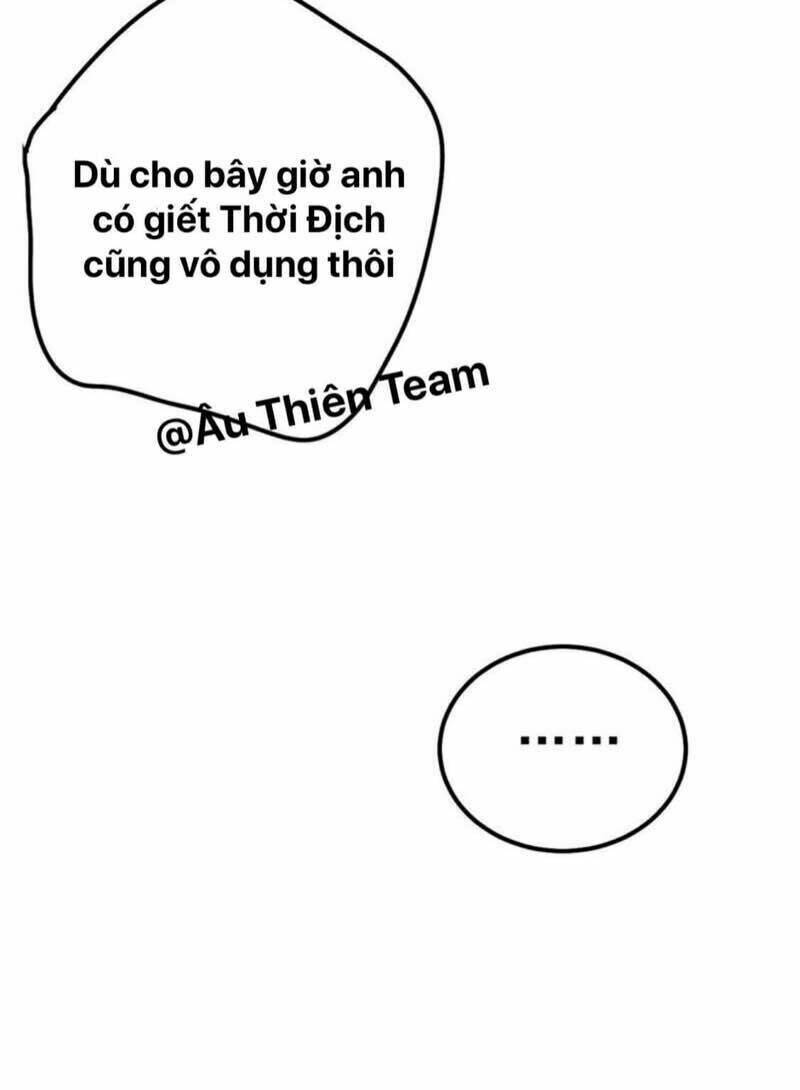 Dù cho bây giờ anh
có giết Thời Địch
cũng vô dụng thôi
@Âu Thiên Team
......